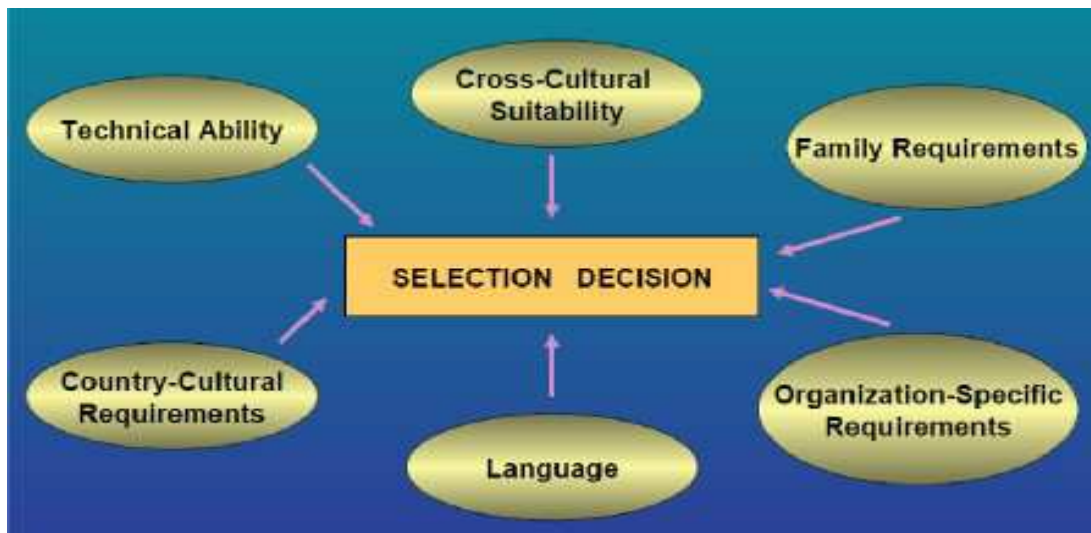 Cross-Cultural
Suitability
Technical Ability
Family Requirements
SELECTION DECISION
Country-Cultural
Requirements
Organization-Specific
Requirements
Language